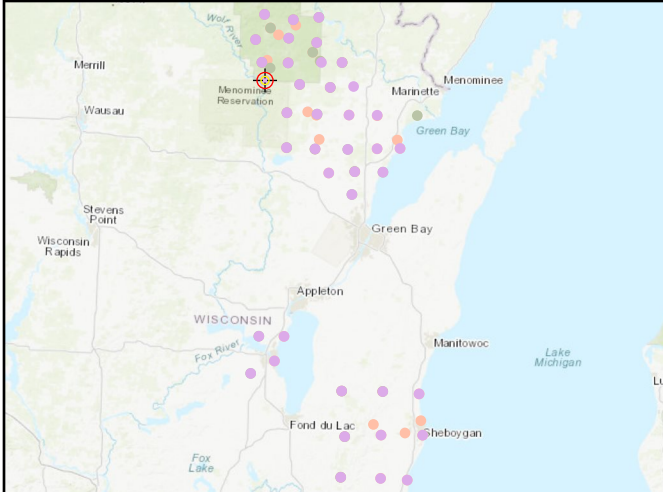 Wolf
River
Merrill
Menominee
Menominee
Reservation
Marinette
Wausau
Green Bay
Stevens
Point
Green Bay
Wisconsin
Rapids
Appleton
WISCONSIN
Fox River
Manitowoc
Lake
Michigan
Lu
Fond du Lac
Sheboygan
Fox
Lake